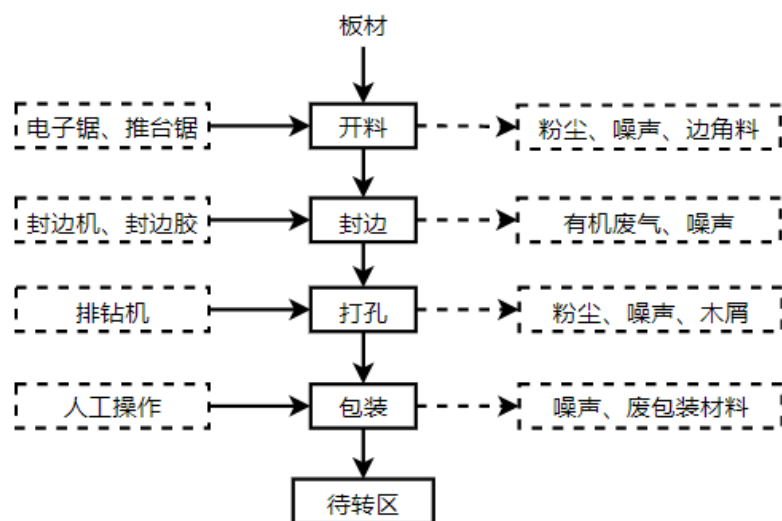 板材
电子锯、推台锯
开料
粉尘、噪声、边角料
封边机、封边胶
封边
有机废气、噪声
排钻机
打孔
粉尘、噪声、木屑
人工操作
包装
噪声、废包装材料
待转区